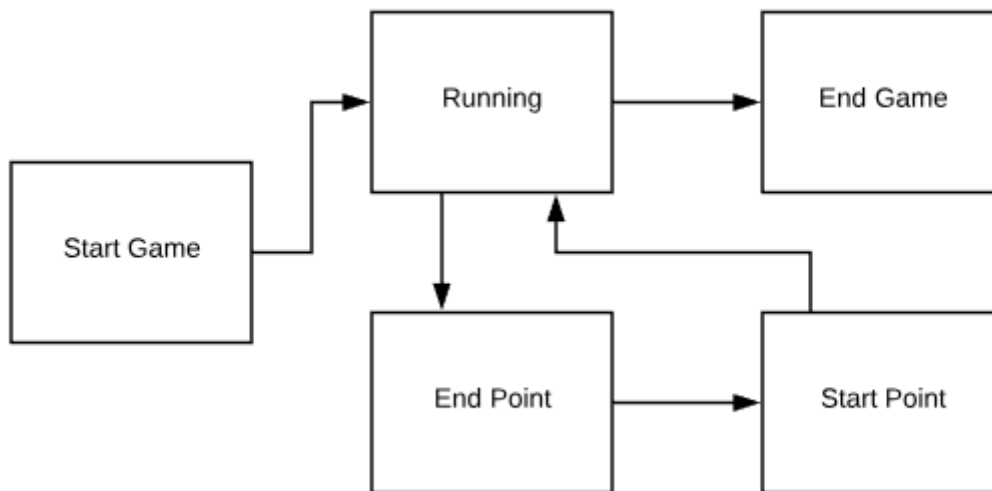 Running
End Game
Start Game
End Point
Start Point